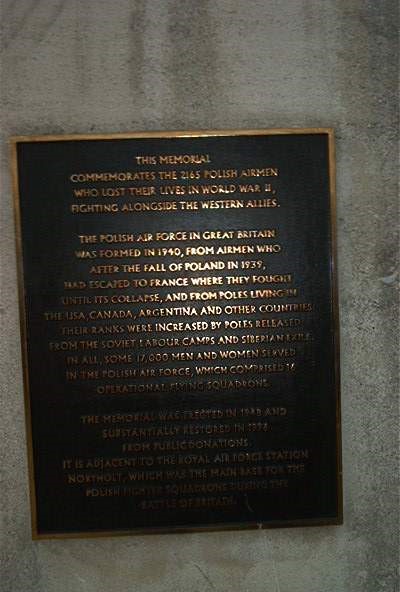 THIS MEMORIAL
COMMEMORATES THE 2165 POLISH AIRMEN
WHO LOST THEIR LIVES IN WORLD WAR II,
FIGHTING ALONGSIDE THE WESTERN ALLIES.
THE POLISH AIR FORCE IN GREAT BRITAIN
WAS FORMED IN 1940, FROM AIRMEN WHO
AFTER THE FALL OF POLAND IN 1939,
HAD ESCAPED TO FRANCE WHERE THEY FOUGHT
UNTIL ITS COLLAPSE, AND FROM POLES LIVING IN
THE USA, CANADA, ARGENTINA AND OTHER COUNTRIES.
THEIR RANKS WERE INCREASED BY POLES RELEASED
FROM THE SOVIET LABOUR CAMPS AND SIBERIAN EXILE.
IN ALL, SOME 17,000 MEN AND WOMEN SERVED
IN THE POLISH AIR FORCE, WHICH COMPRISED
OPERATIONAL FLYING SQUADRONS.
THE MEMORIAL WAS ERECTED IN 1948 AND
SUBSTANTIALLY RESTORED IN
FROM PUBLIC DONATIONS.
IT IS ADJACENT TO THE ROYAL AIR FORCE STATION
NORTHOLT, WHICH WAS THE MAIN BASE FOR THE
POLISH FIGHTER SQUADRONS DURING THE
BATTLE OF BRITAIN.